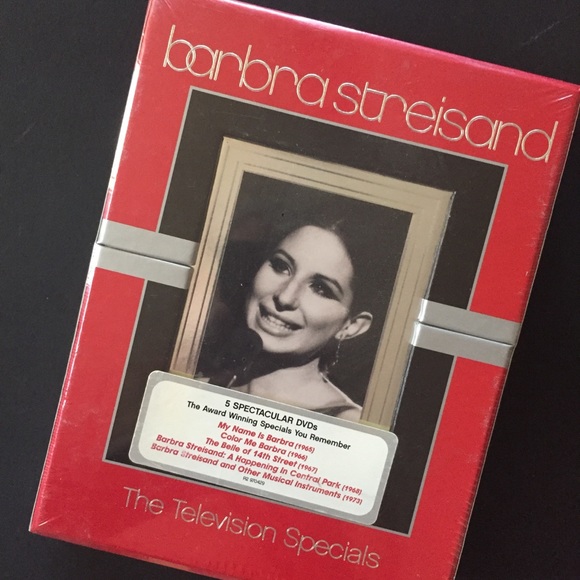 barbra streisand
5 SPECTACULAR DVDs
The Award Winning Specials You Remember
My Name Is Barbra (1965)
Color Me Barbra (1966)
The Belle of 14th Street (1967)
Barbra Streisand: A Happening In Central Park (1968)
Barbra Streisand and Other Musical Instruments (1973)
The Television Specials